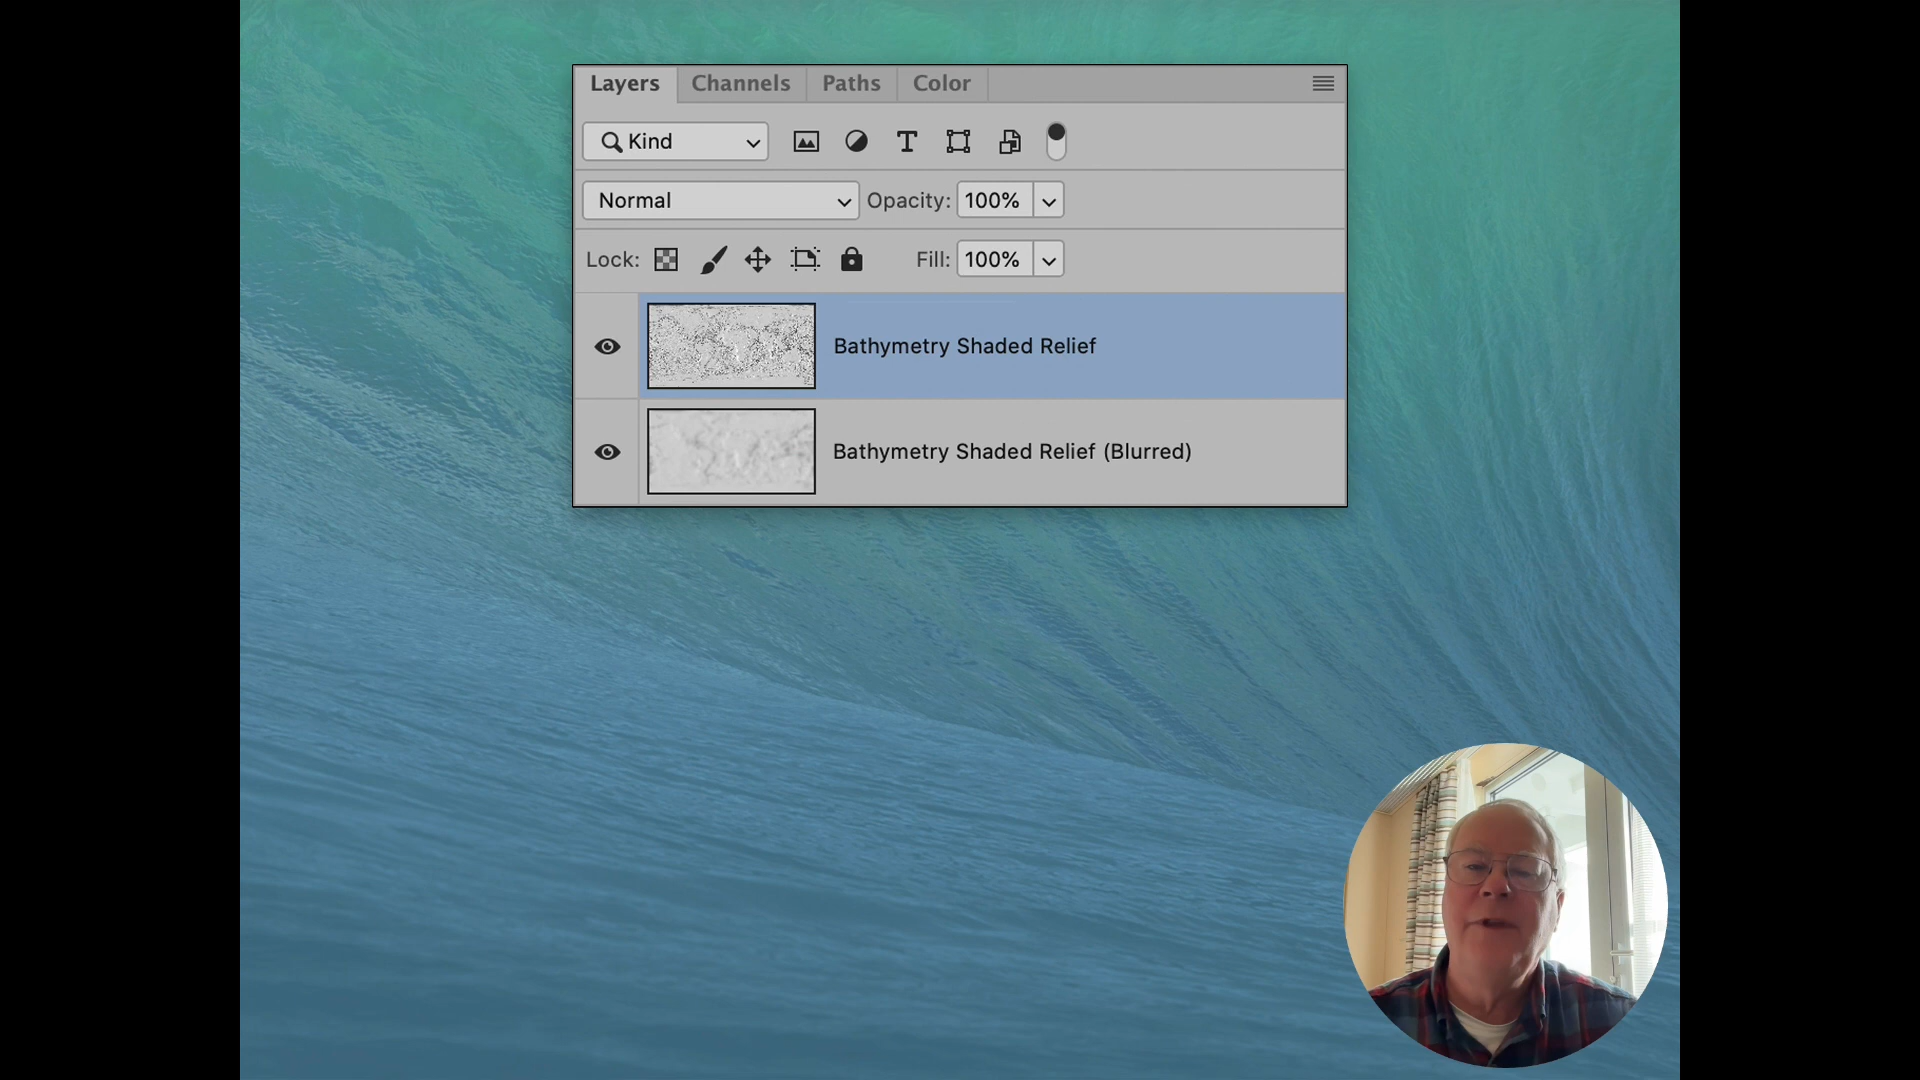 Layers Channels Paths Color
Kind
Normal Opacity: 100%
Lock: Fill: 100%
Bathymetry Shaded Relief
Bathymetry Shaded Relief (Blurred)